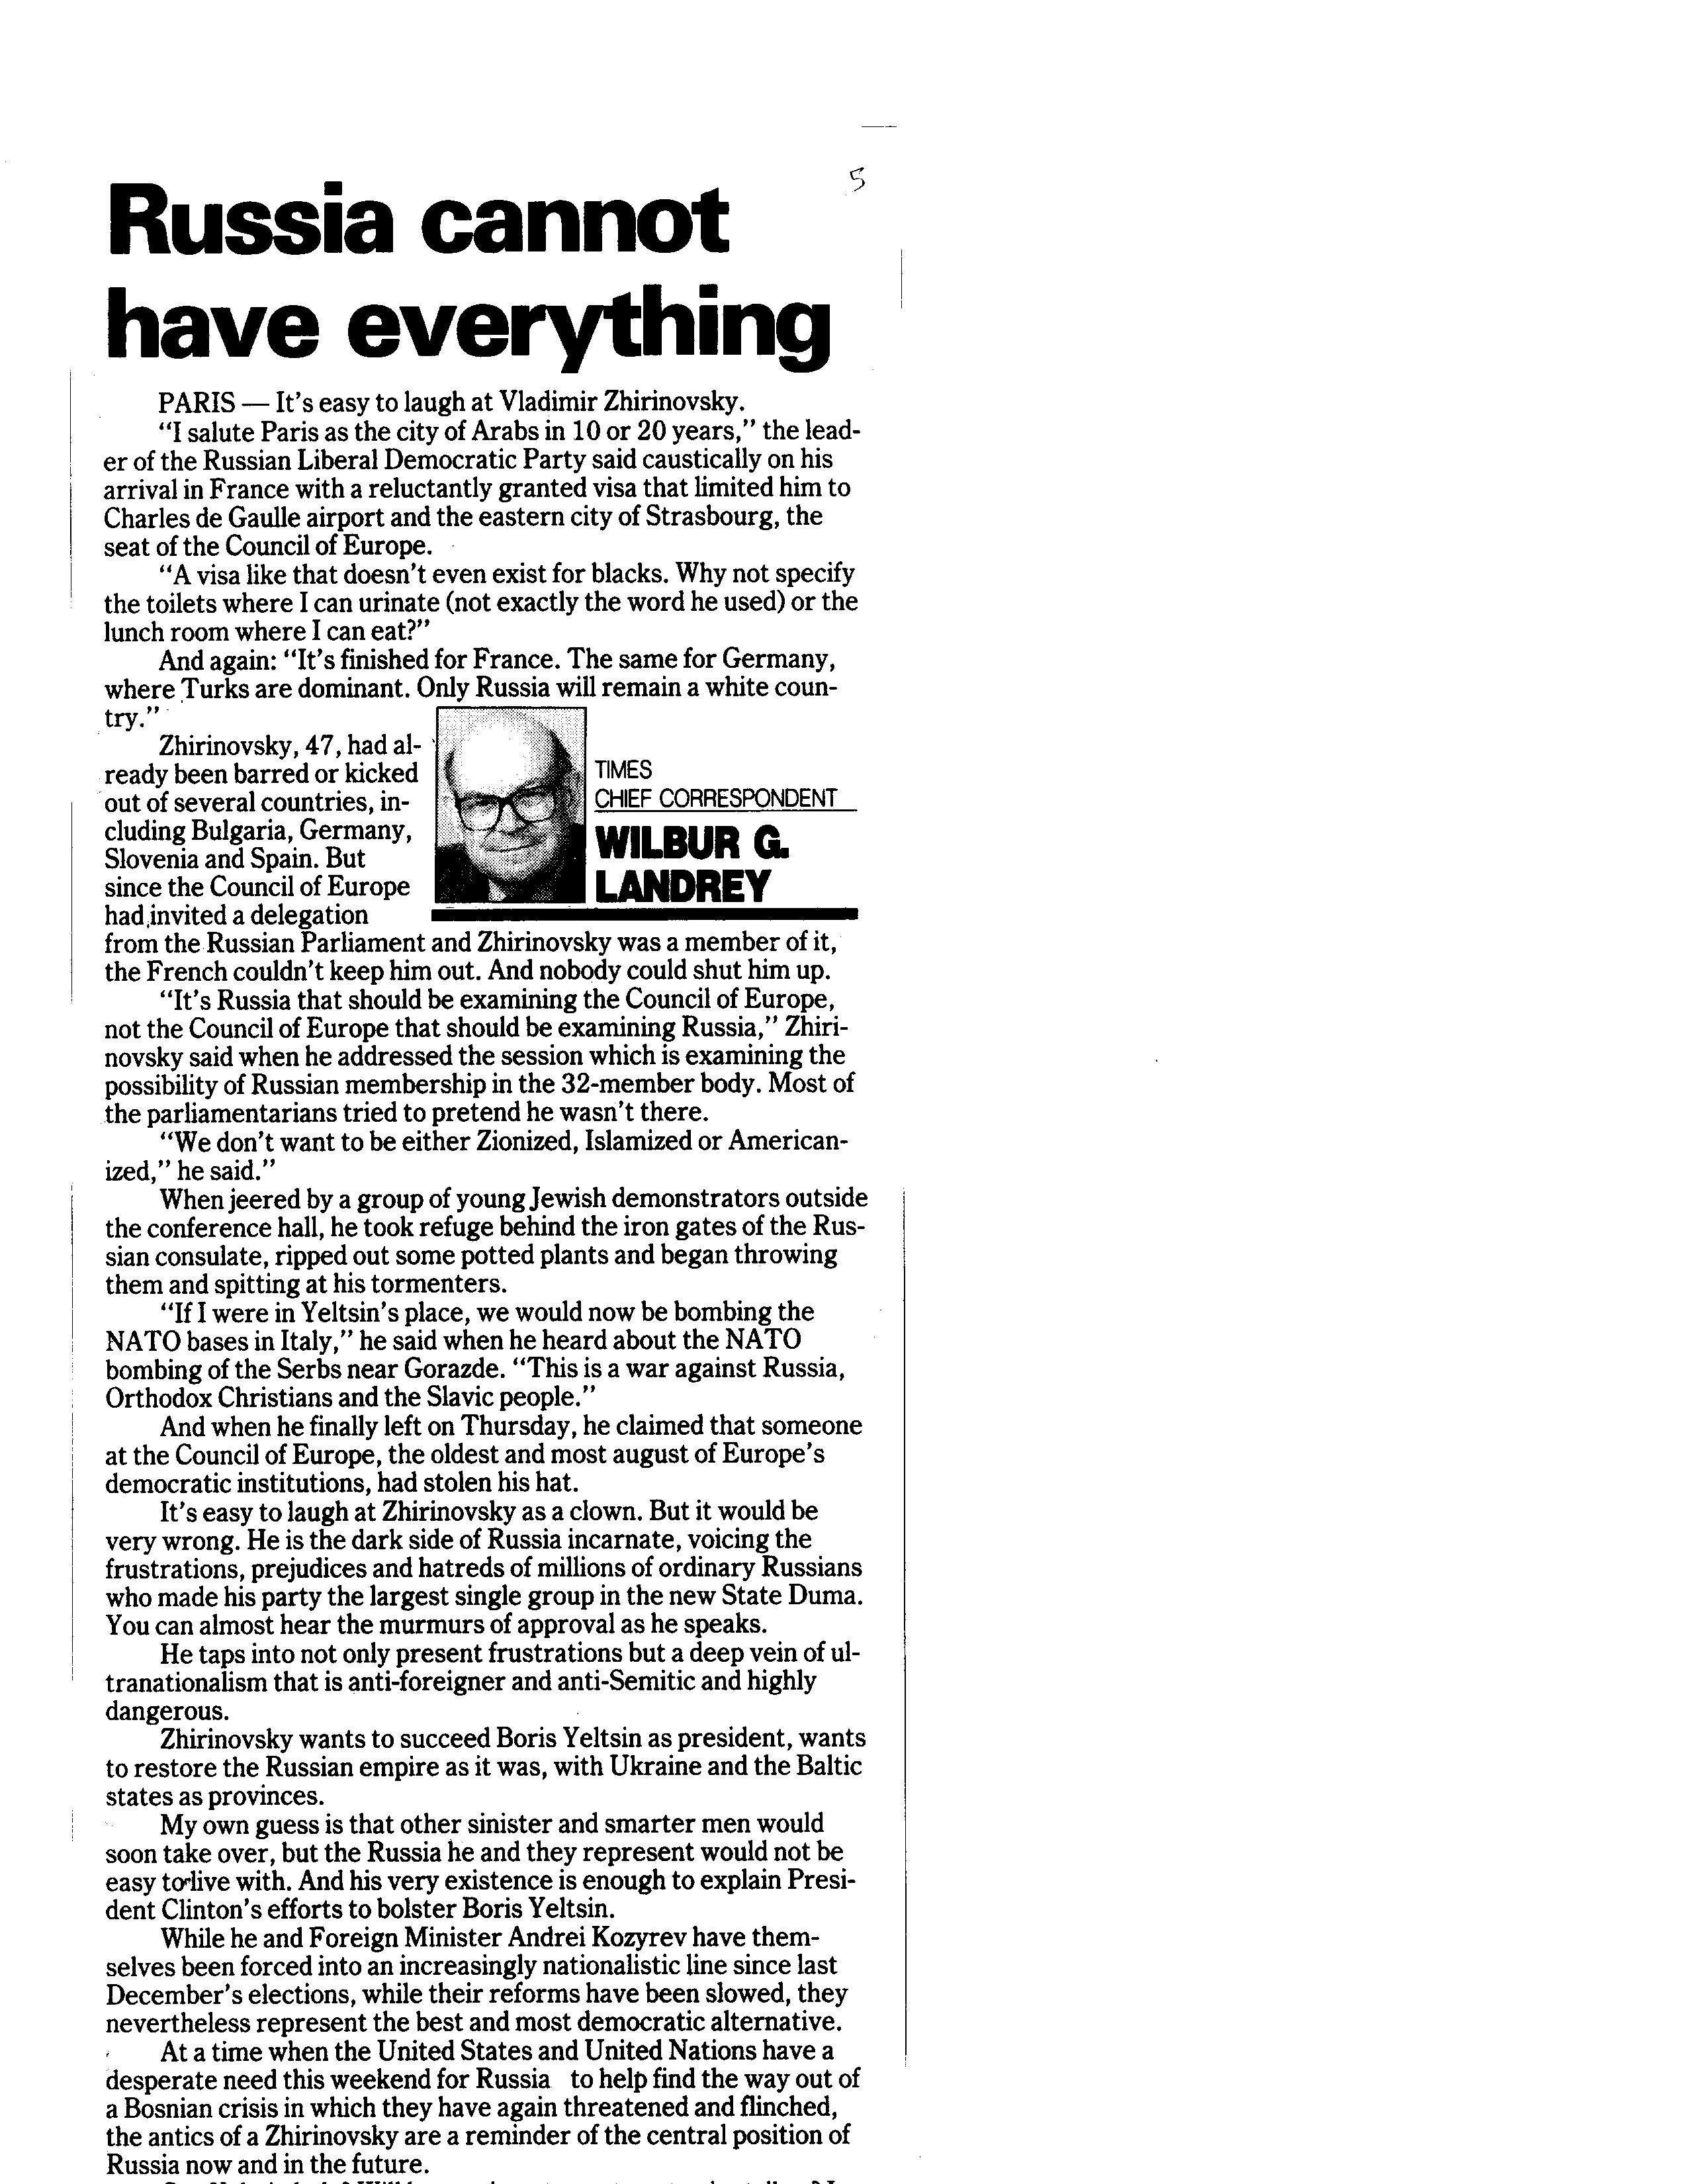 5
Russia cannot
have everything
PARIS — It's easy to laugh at Vladimir Zhirinovsky.
"I salute Paris as the city of Arabs in 10 or 20 years," the lead-
er of the Russian Liberal Democratic Party said caustically on his
arrival in France with a reluctantly granted visa that limited him to
Charles de Gaulle airport and the eastern city of Strasbourg, the
seat of the Council of Europe.
"A visa like that doesn't even exist for blacks. Why not specify
the toilets where I can urinate (not exactly the word he used) or the
lunch room where I can eat?"
And again: "It's finished for France. The same for Germany,
where Turks are dominant. Only Russia will remain a white coun-
try."
Zhirinovsky, 47, had al-
ready been barred or kicked
out of several countries, in-
cluding Bulgaria, Germany,
Slovenia and Spain. But
since the Council of Europe
had invited a delegation
TIMES
CHIEF CORRESPONDENT
WILBUR G.
LANDREY
from the Russian Parliament and Zhirinovsky was a member of it,
the French couldn't keep him out. And nobody could shut him up.
"It's Russia that should be examining the Council of Europe,
not the Council of Europe that should be examining Russia," Zhiri-
novsky said when he addressed the session which is examining the
possibility of Russian membership in the 32-member body. Most of
the parliamentarians tried to pretend he wasn't there.
"We don't want to be either Zionized, Islamized or American-
ized," he said."
When jeered by a group of young Jewish demonstrators outside
the conference hall, he took refuge behind the iron gates of the Rus-
sian consulate, ripped out some potted plants and began throwing
them and spitting at his tormenters.
"If I were in Yeltsin's place, we would now be bombing the
NATO bases in Italy," he said when he heard about the NATO
bombing of the Serbs near Gorazde. "This is a war against Russia,
Orthodox Christians and the Slavic people."
And when he finally left on Thursday, he claimed that someone
at the Council of Europe, the oldest and most august of Europe's
democratic institutions, had stolen his hat.
It's easy to laugh at Zhirinovsky as a clown. But it would be
very wrong. He is the dark side of Russia incarnate, voicing the
frustrations, prejudices and hatreds of millions of ordinary Russians
who made his party the largest single group in the new State Duma.
You can almost hear the murmurs of approval as he speaks.
He taps into not only present frustrations but a deep vein of ul-
tranationalism that is anti-foreigner and anti-Semitic and highly
dangerous.
Zhirinovsky wants to succeed Boris Yeltsin as president, wants
to restore the Russian empire as it was, with Ukraine and the Baltic
states as provinces.
My own guess is that other sinister and smarter men would
soon take over, but the Russia he and they represent would not be
easy to live with. And his very existence is enough to explain Presi-
dent Clinton's efforts to bolster Boris Yeltsin.
While he and Foreign Minister Andrei Kozyrev have them-
selves been forced into an increasingly nationalistic line since last
December's elections, while their reforms have been slowed, they
nevertheless represent the best and most democratic alternative.
At a time when the United States and United Nations have a
desperate need this weekend for Russia to help find the way out of
a Bosnian crisis in which they have again threatened and flinched,
the antics of a Zhirinovsky are a reminder of the central position of
Russia now and in the future.